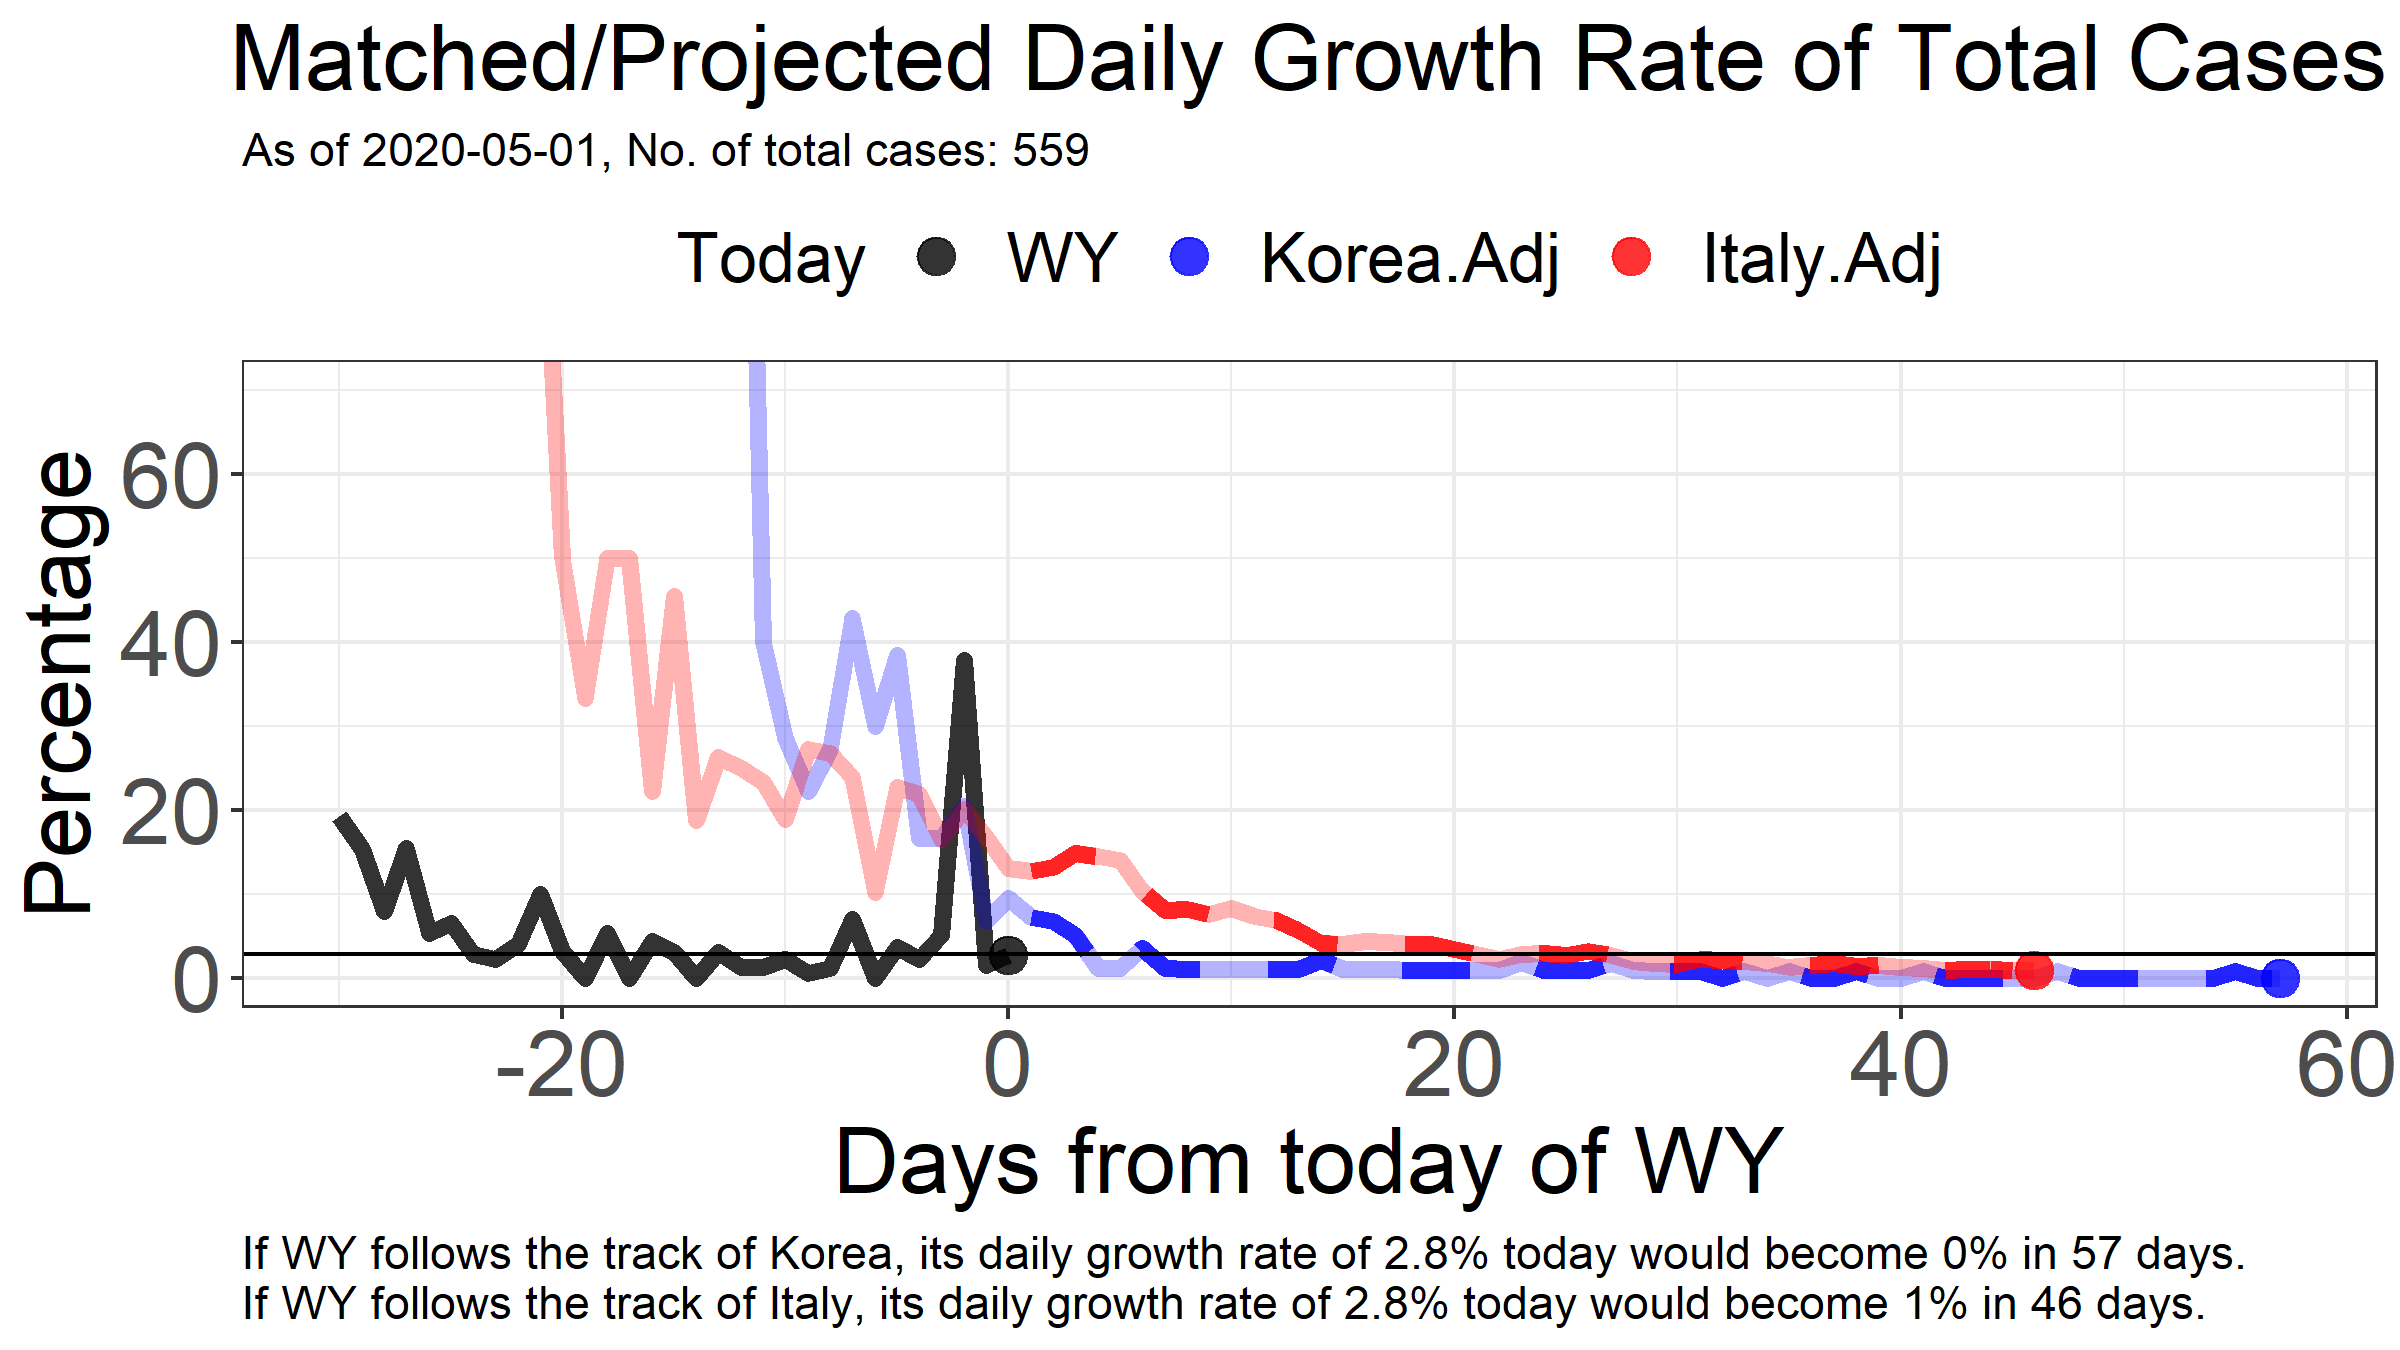 Matched/Projected Daily Growth Rate of Total Cases
As of 2020-05-01, No. of total cases: 559
Today WY Korea.Adj Italy.Adj
Percentage
60
40
20
0
-20 0 20 40 60
Days from today of WY
If WY follows the track of Korea, its daily growth rate of 2.8% today would become 0% in 57 days.
If WY follows the track of Italy, its daily growth rate of 2.8% today would become 1% in 46 days.